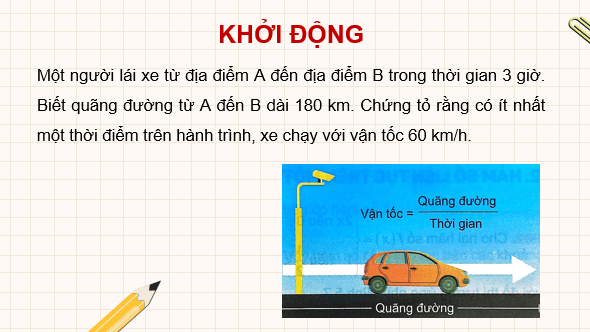 KHỞI ĐỘNG
Một người lái xe từ địa điểm A đến địa điểm B trong thời gian 3 giờ.
Biết quãng đường từ A đến B dài 180 km. Chứng tỏ rằng có ít nhất
một thời điểm trên hành trình, xe chạy với vận tốc 60 km/h.
Vận tốc = Quãng đường
Thời gian
Quãng đường